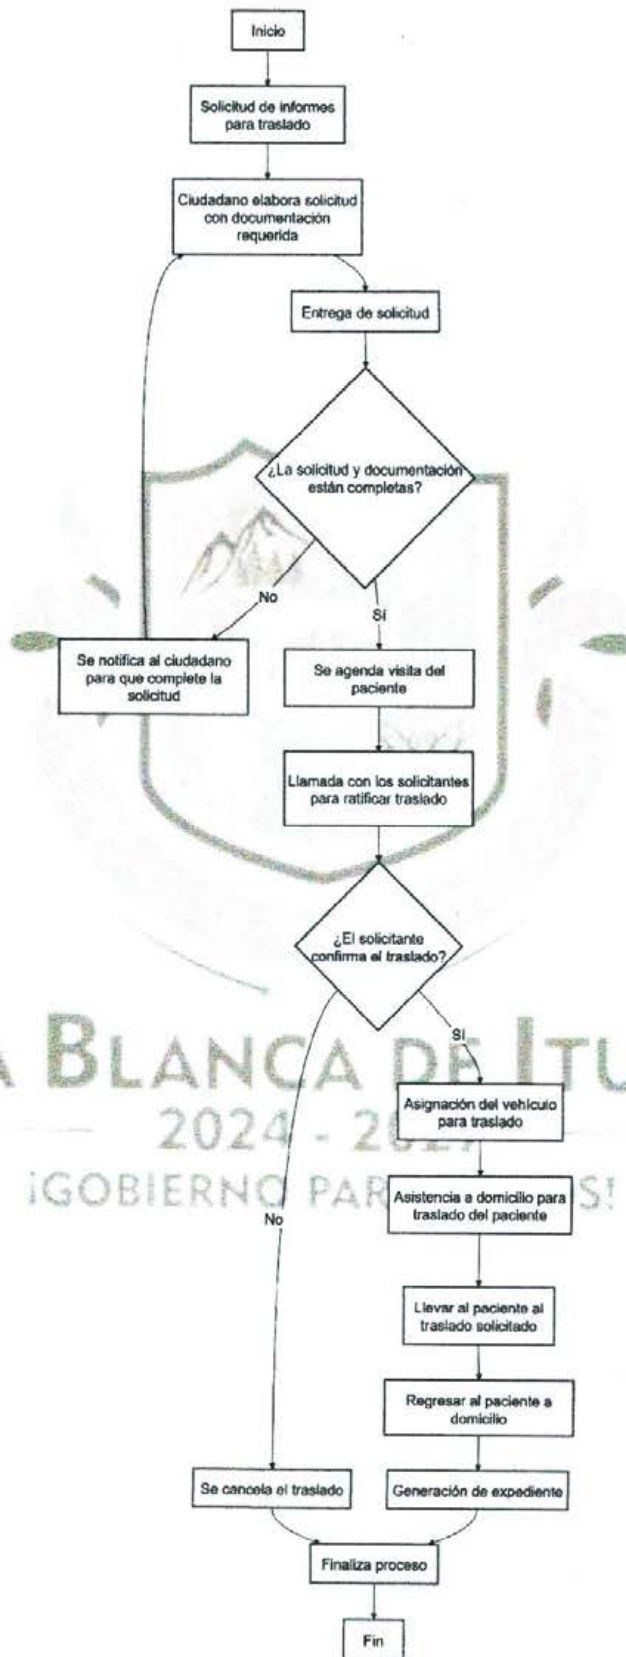 Inicio
Solicitud de informes
para traslado
Ciudadano elabora solicitud
con documentación
requerida
Entrega de solicitud
¿La solicitud y documentación
están completas?
No
Sí
Se notifica al ciudadano
para que complete la
solicitud
Se agenda visita del
paciente
Llamada con los solicitantes
para ratificar traslado
¿El solicitante
confirma el traslado?
Sí
A BLANCA DE ITU
Asignación del vehículo
para traslado
2024 - 2027
¡GOBIERNO PAR S!
Asistencia a domicilio para
traslado del paciente
No
Llevar al paciente al
traslado solicitado
Regresar al paciente a
domicilio
Se cancela el traslado
Generación de expediente
Finaliza proceso
Fin